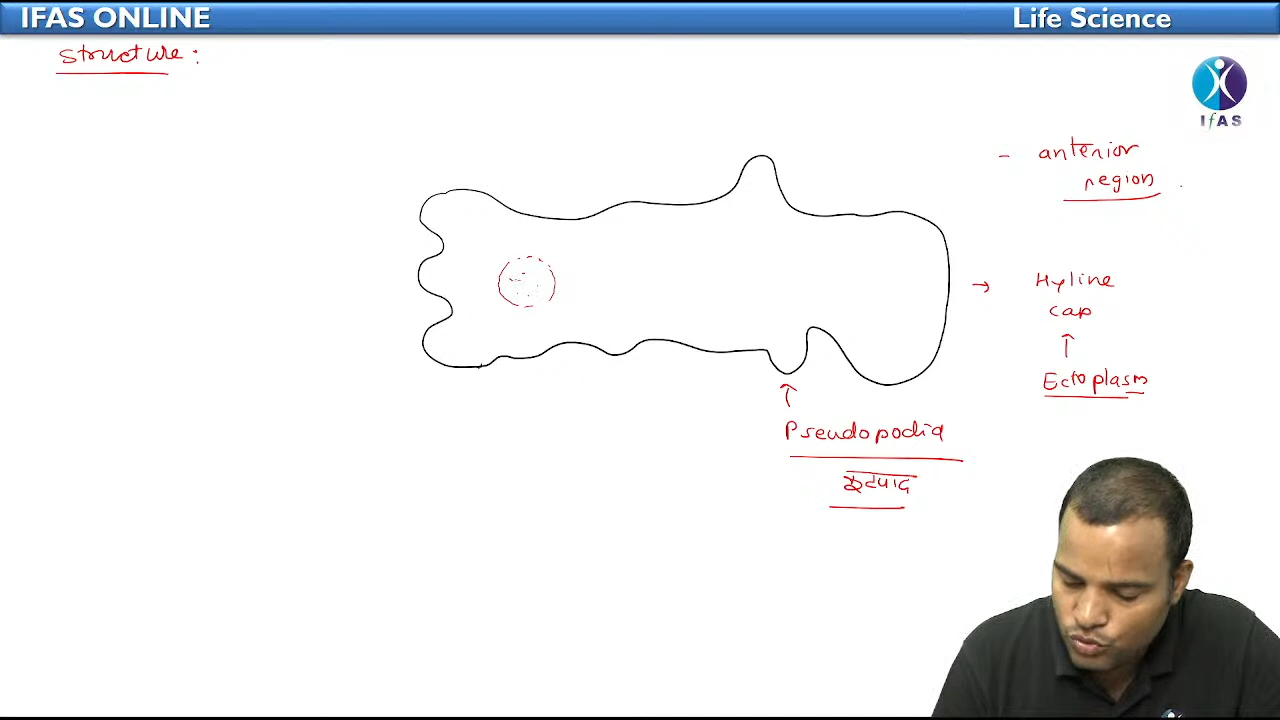 IFAS ONLINE
Life Science
Structure :
IfAS
- anterior
region
→ Hyline
cap
↑
Ectoplasm
↑
Pseudopodia